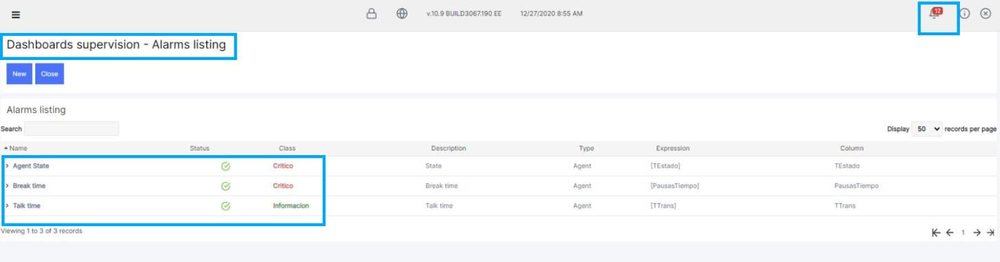 v.10.9 BUILD3067.190 EE 12/27/2020 8:55 AM 12
Dashboards supervision - Alarms listing
New Close
Alarms listing
Search Display 50 records per page
Name Status Class Description Type Expression Column
Agent State Critico State Agent [TEstado] TEstado
Break time Critico Break time Agent [PausasTiempo] PausasTiempo
Talk time Informacion Talk time Agent [TTrans] TTrans
Viewing 1 to 3 of 3 records 1